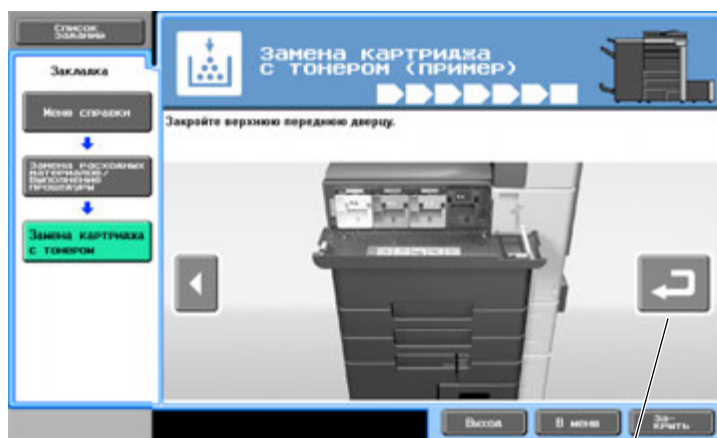 Список
Заданий
Закладка
Меню справки
Замена расходных
материалов/
Выполнение
процедуры
Замена картриджа
с тонером
Замена картриджа
с тонером (пример)
Закройте верхнюю переднюю дверцу.
Выход
В меню
За-
крыть